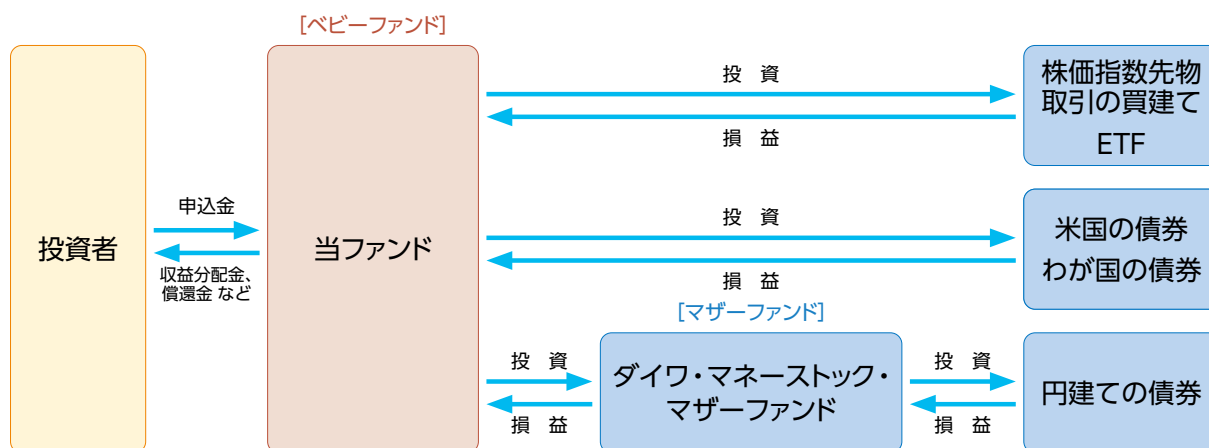 [ベビーファンド]
投資者
申込金
収益分配金、
償還金 など
当ファンド
投 資
損 益
株価指数先物
取引の買建て
ETF
投 資
損 益
米国の債券
わが国の債券
[マザーファンド]
投 資
損 益
ダイワ・マネーストック・
マザーファンド
投 資
損 益
円建ての債券